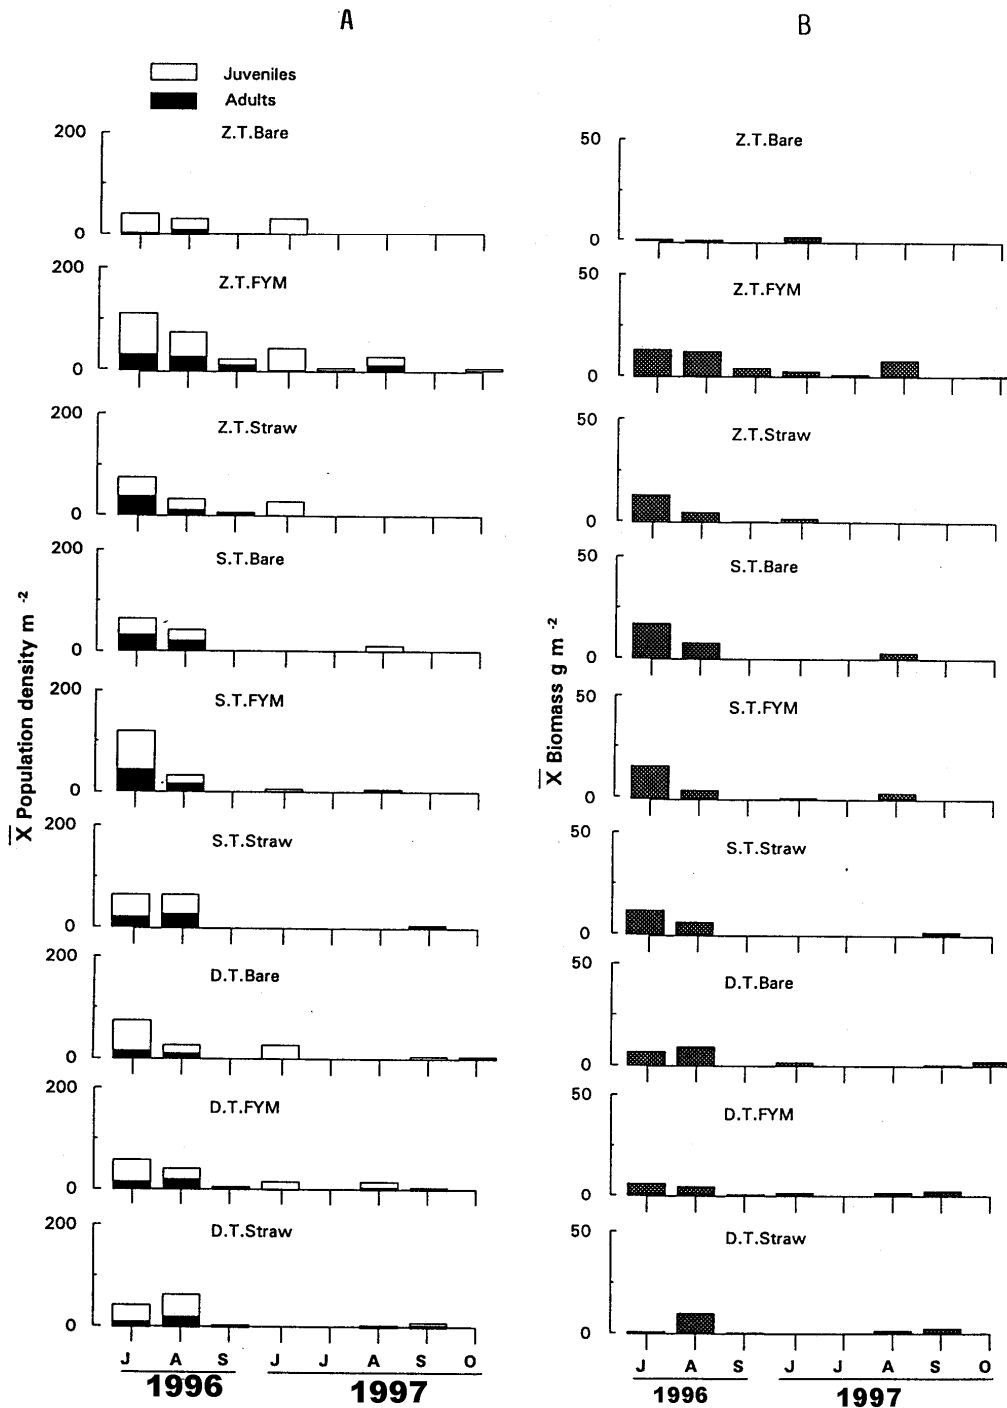 A
Juveniles
Adults
200
Z.T.Bare
0
200
Z.T.FYM
0
200
Z.T.Straw
0
200
S.T.Bare
0
200
S.T.FYM
0
200
S.T.Straw
0
200
D.T.Bare
0
200
D.T.FYM
0
200
D.T.Straw
0
J A S J J A S O
1996 1997
X̅ Population density m -2
B
50
Z.T.Bare
0
50
Z.T.FYM
0
50
Z.T.Straw
0
50
S.T.Bare
0
50
S.T.FYM
0
50
S.T.Straw
0
50
D.T.Bare
0
50
D.T.FYM
0
50
D.T.Straw
0
J A S J J A S O
1996 1997
X̅ Biomass g m -2